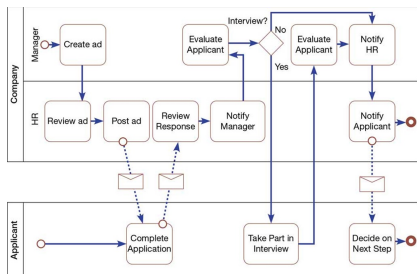 Company
Manager
Create ad
Evaluate
Applicant
Interview?
No
Yes
Evaluate
Applicant
Notify
HR
HR
Review ad
Post ad
Review
Response
Notify
Manager
Notify
Applicant
Applicant
Complete
Application
Take Part in
Interview
Decide on
Next Step